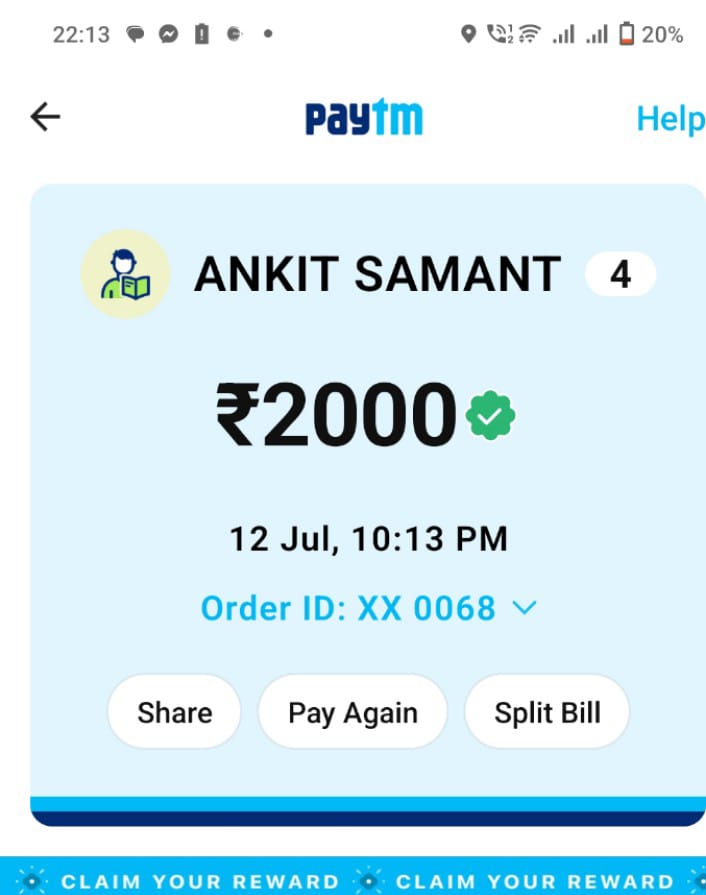 22:13 20%
paytm Help
ANKIT SAMANT 4
₹2000
12 Jul, 10:13 PM
Order ID: XX 0068
Share Pay Again Split Bill
CLAIM YOUR REWARD CLAIM YOUR REWARD